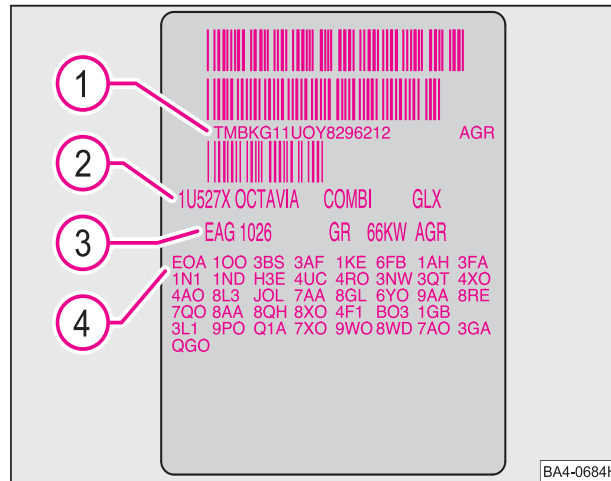 1
TMBKG11UOY8296212 AGR
2
1U527X OCTAVIA COMBI GLX
3
EAG 1026 GR 66KW AGR
4
EOA 1OO 3BS 3AF 1KE 6FB 1AH 3FA
1N1 1ND H3E 4UC 4RO 3NW 3QT 4XO
4AO 8L3 JOL 7AA 8GL 6YO 9AA 8RE
7QO 8AA 8QH 8XO 4F1 BO3 1GB
3L1 9PO Q1A 7XO 9WO 8WD 7AO 3GA
QGO
BA4-0684H